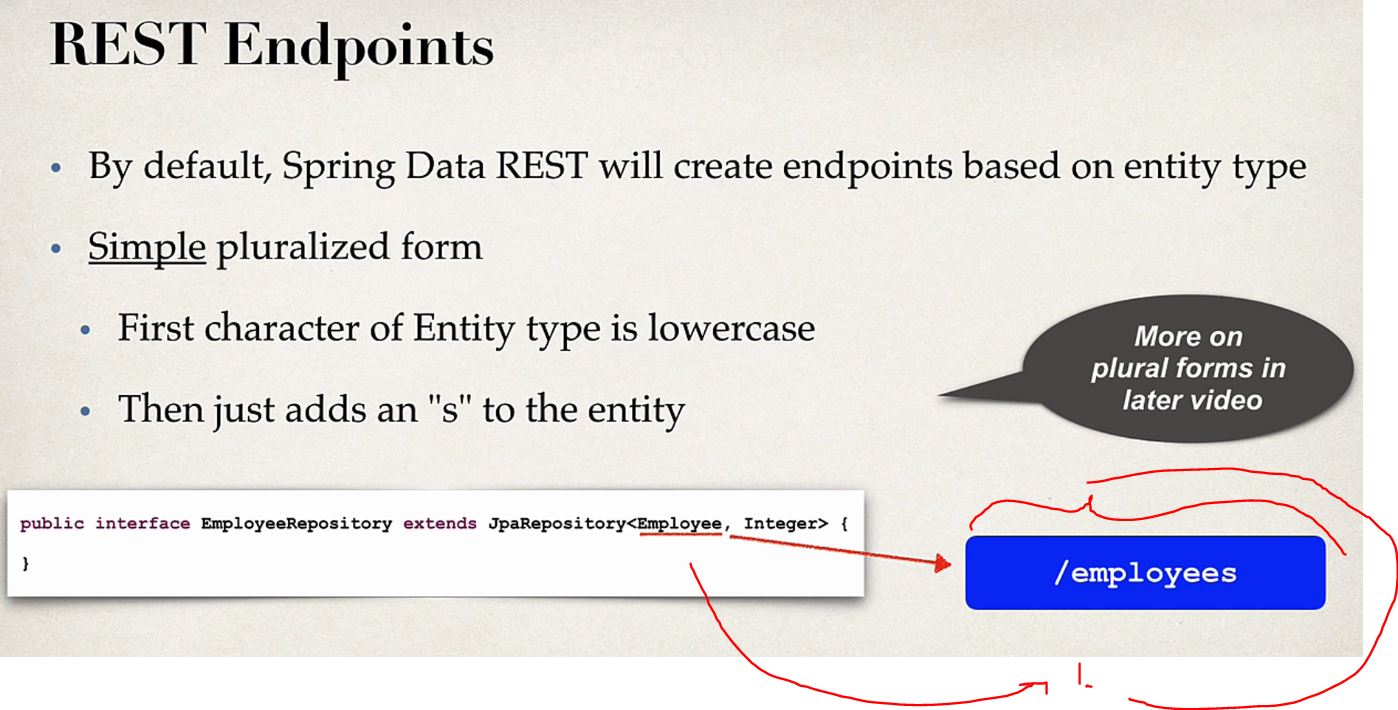 REST Endpoints
• By default, Spring Data REST will create endpoints based on entity type
• Simple pluralized form
• First character of Entity type is lowercase
• Then just adds an "s" to the entity
More on
plural forms in
later video
public interface EmployeeRepository extends JpaRepository<Employee, Integer> {
}
/employees